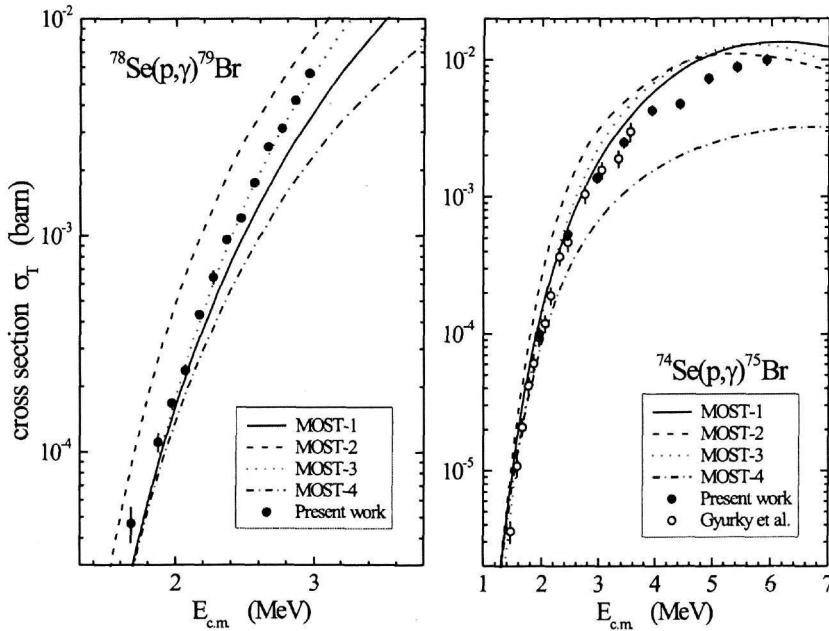 cross section σ_T (barn)
10⁻²
10⁻³
10⁻⁴
⁷⁸Se(p,γ)⁷⁹Br
MOST-1
MOST-2
MOST-3
MOST-4
Present work
2 3
E_c.m. (MeV)
10⁻²
10⁻³
10⁻⁴
10⁻⁵
⁷⁴Se(p,γ)⁷⁵Br
MOST-1
MOST-2
MOST-3
MOST-4
Present work
Gyurky et al.
1 2 3 4 5 6 7
E_c.m. (MeV)